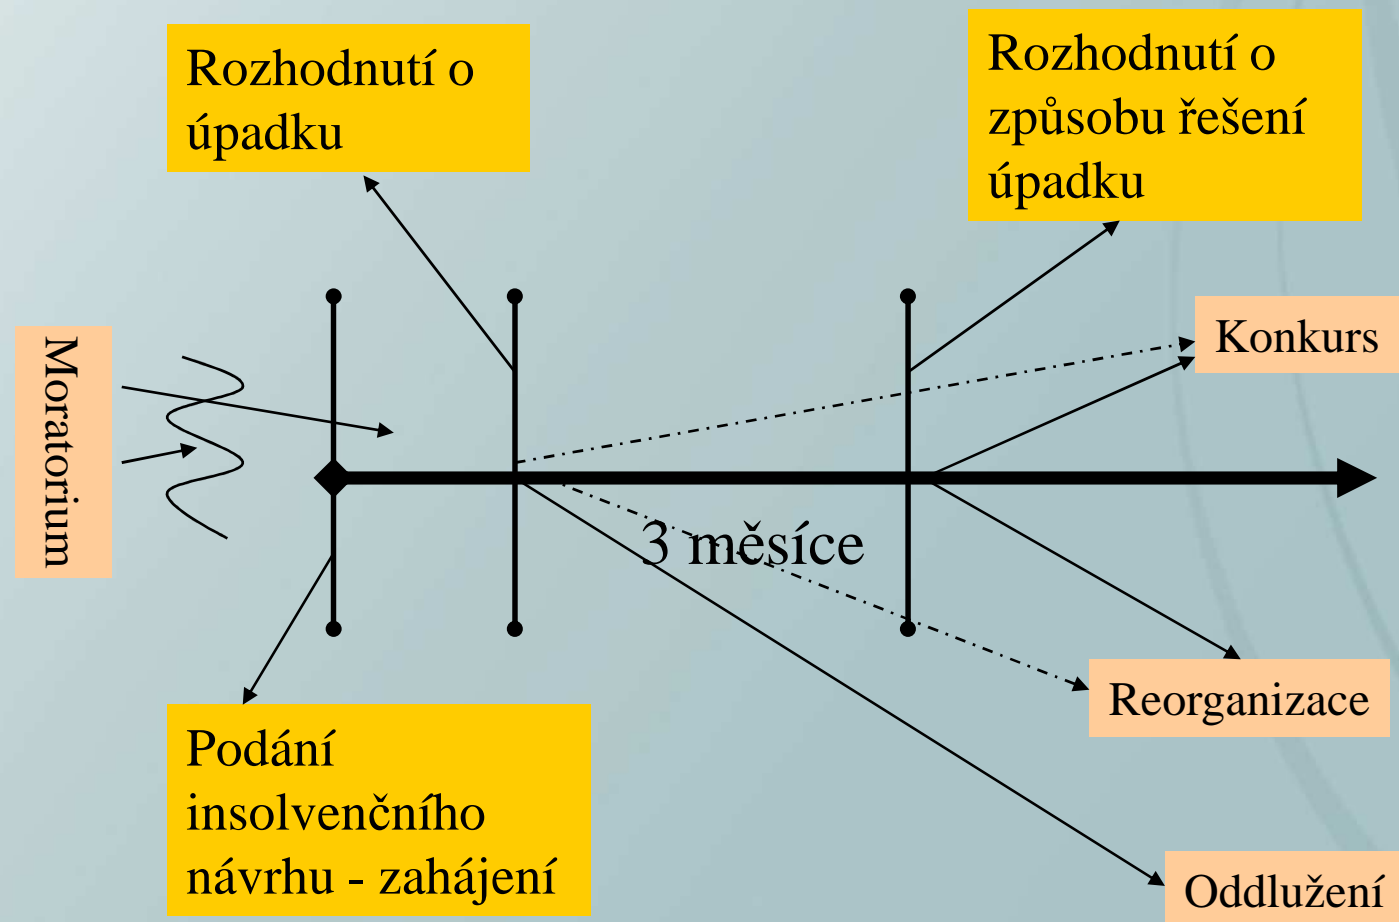 Rozhodnutí o
úpadku
Rozhodnutí o
způsobu řešení
úpadku
Moratorium
Konkurs
3 měsíce
Reorganizace
Podání
insolvenčního
návrhu - zahájení
Oddlužení